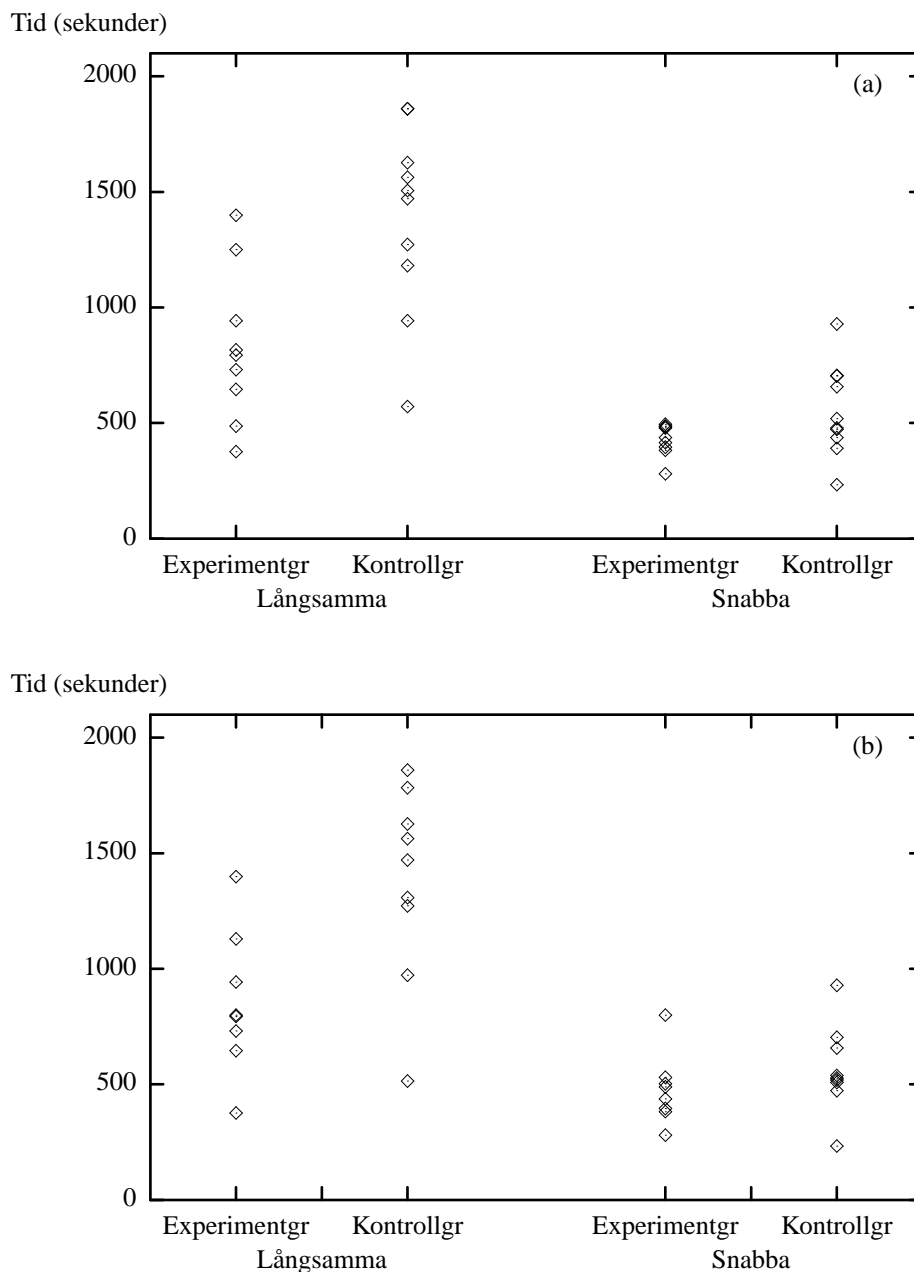 Tid (sekunder)
(a)
2000
1500
1000
500
0
Experimentgr Kontrollgr Experimentgr Kontrollgr
Långsamma Snabba
Tid (sekunder)
(b)
2000
1500
1000
500
0
Experimentgr Kontrollgr Experimentgr Kontrollgr
Långsamma Snabba